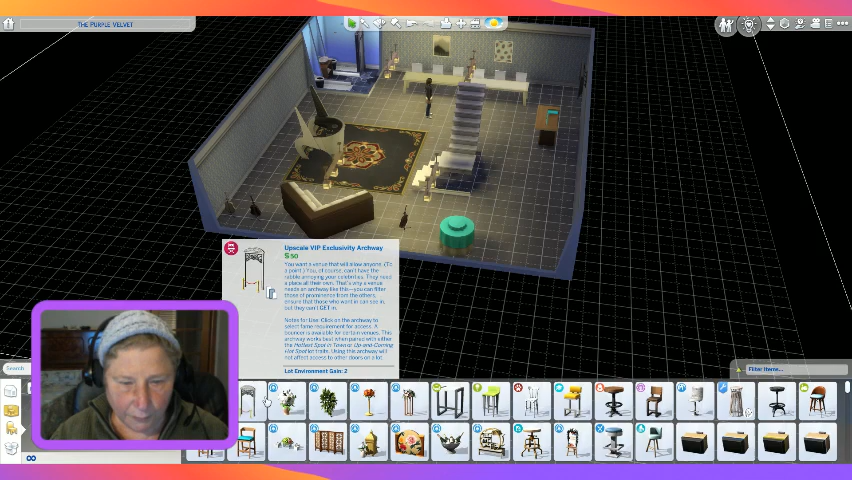 THE PURPLE VELVET
Upscale VIP Exclusivity Archway
§50
You want a venue that will allow anyone. (To
a point.) You, of course, can't have the
rabble annoying your celebrities. They need
a place all their own. That's why a venue
needs an archway like this--you can filter
those of prominence from the others,
ensure that those who want in can see in,
but they can't GET in.
Notes for Use: Click on the archway to
select fame requirement for access. A
Bouncer is available for certain venues. This
archway works best when paired with either
the Hottest Spot in Town or Up-and-Coming
Hot Spot lot traits. Using this archway will
not affect access to other doors on a lot.
Lot Environment Gain: 2
Search
Filter Items...